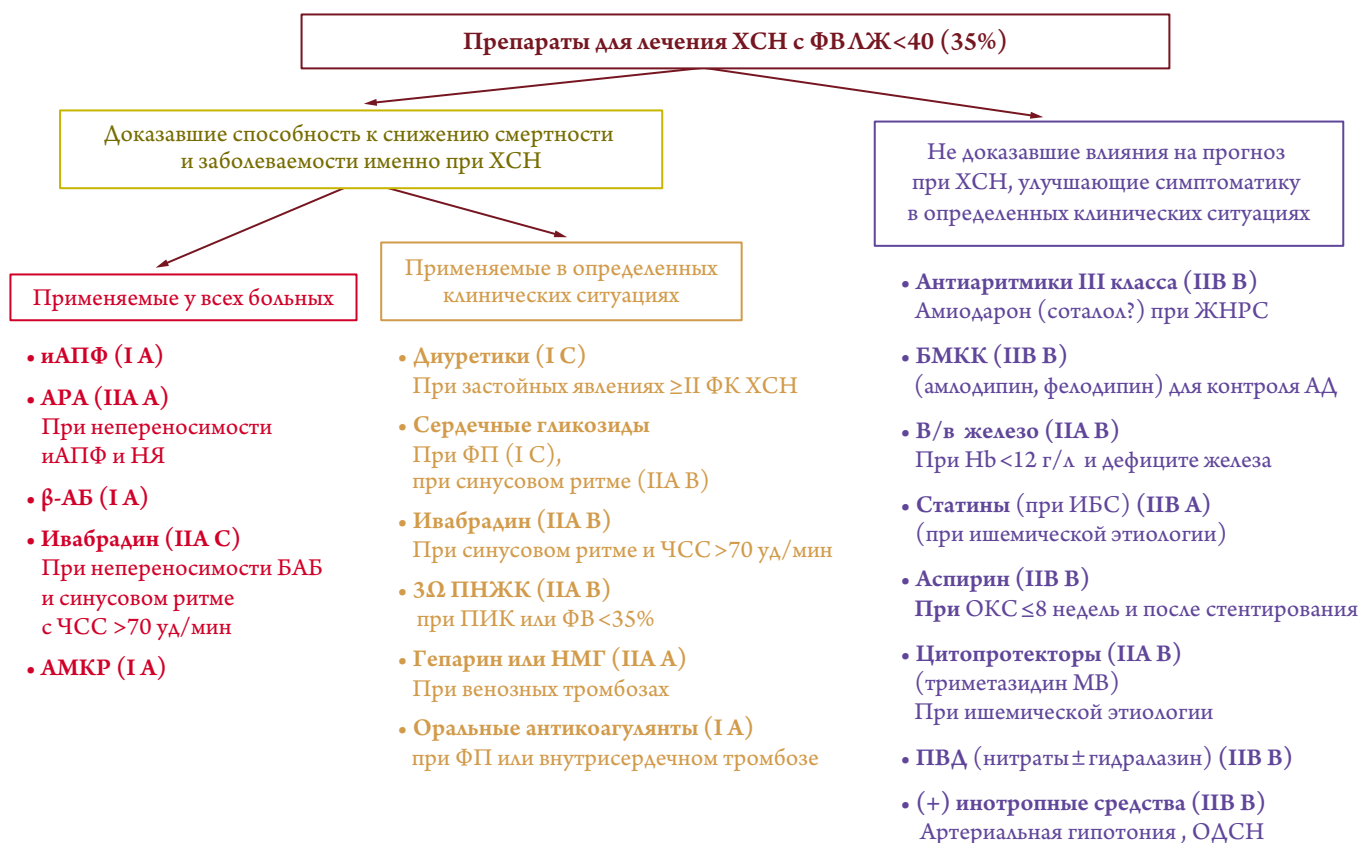 Препараты для лечения ХСН с ФВ ЛЖ<40 (35%)
Доказавшие способность к снижению смертности
и заболеваемости именно при ХСН
Не доказавшие влияния на прогноз
при ХСН, улучшающие симптоматику
в определенных клинических ситуациях
Применяемые у всех больных
• иАПФ (I A)
• АРА (IIA A)
При непереносимости
иАПФ и НЯ
• β-АБ (I A)
• Ивабрадин (IIA C)
При непереносимости БАБ
и синусовом ритме
с ЧСС >70 уд/мин
• АМКР (I A)
Применяемые в определенных
клинических ситуациях
• Диуретики (I C)
При застойных явлениях ≥II ФК ХСН
• Сердечные гликозиды
При ФП (I C),
при синусовом ритме (IIA B)
• Ивабрадин (IIA B)
При синусовом ритме и ЧСС >70 уд/мин
• 3Ω ПНЖК (IIA B)
при ПИК или ФВ <35%
• Гепарин или НМГ (IIA A)
При венозных тромбозах
• Оральные антикоагулянты (I A)
при ФП или внутрисердечном тромбозе
• Антиаритмики III класса (IIB B)
Амиодарон (соталол?) при ЖНРС
• БМКК (IIB B)
(амлодипин, фелодипин) для контроля АД
• В/в железо (IIA B)
При Hb <12 г/л и дефиците железа
• Статины (при ИБС) (IIB A)
(при ишемической этиологии)
• Аспирин (IIB B)
При ОКС ≤8 недель и после стентирования
• Цитопротекторы (IIA B)
(триметазидин МВ)
При ишемической этиологии
• ПВД (нитраты ± гидралазин) (IIB B)
• (+) инотропные средства (IIB B)
Артериальная гипотония , ОДСН